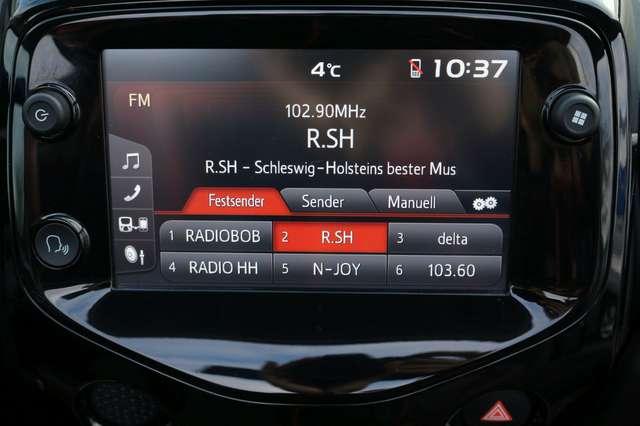 4°C 10:37
FM
102.90MHz
R.SH
R.SH - Schleswig-Holsteins bester Mus
Festsender Sender Manuell
1 RADIOBOB 2 R.SH 3 delta
4 RADIO HH 5 N-JOY 6 103.60